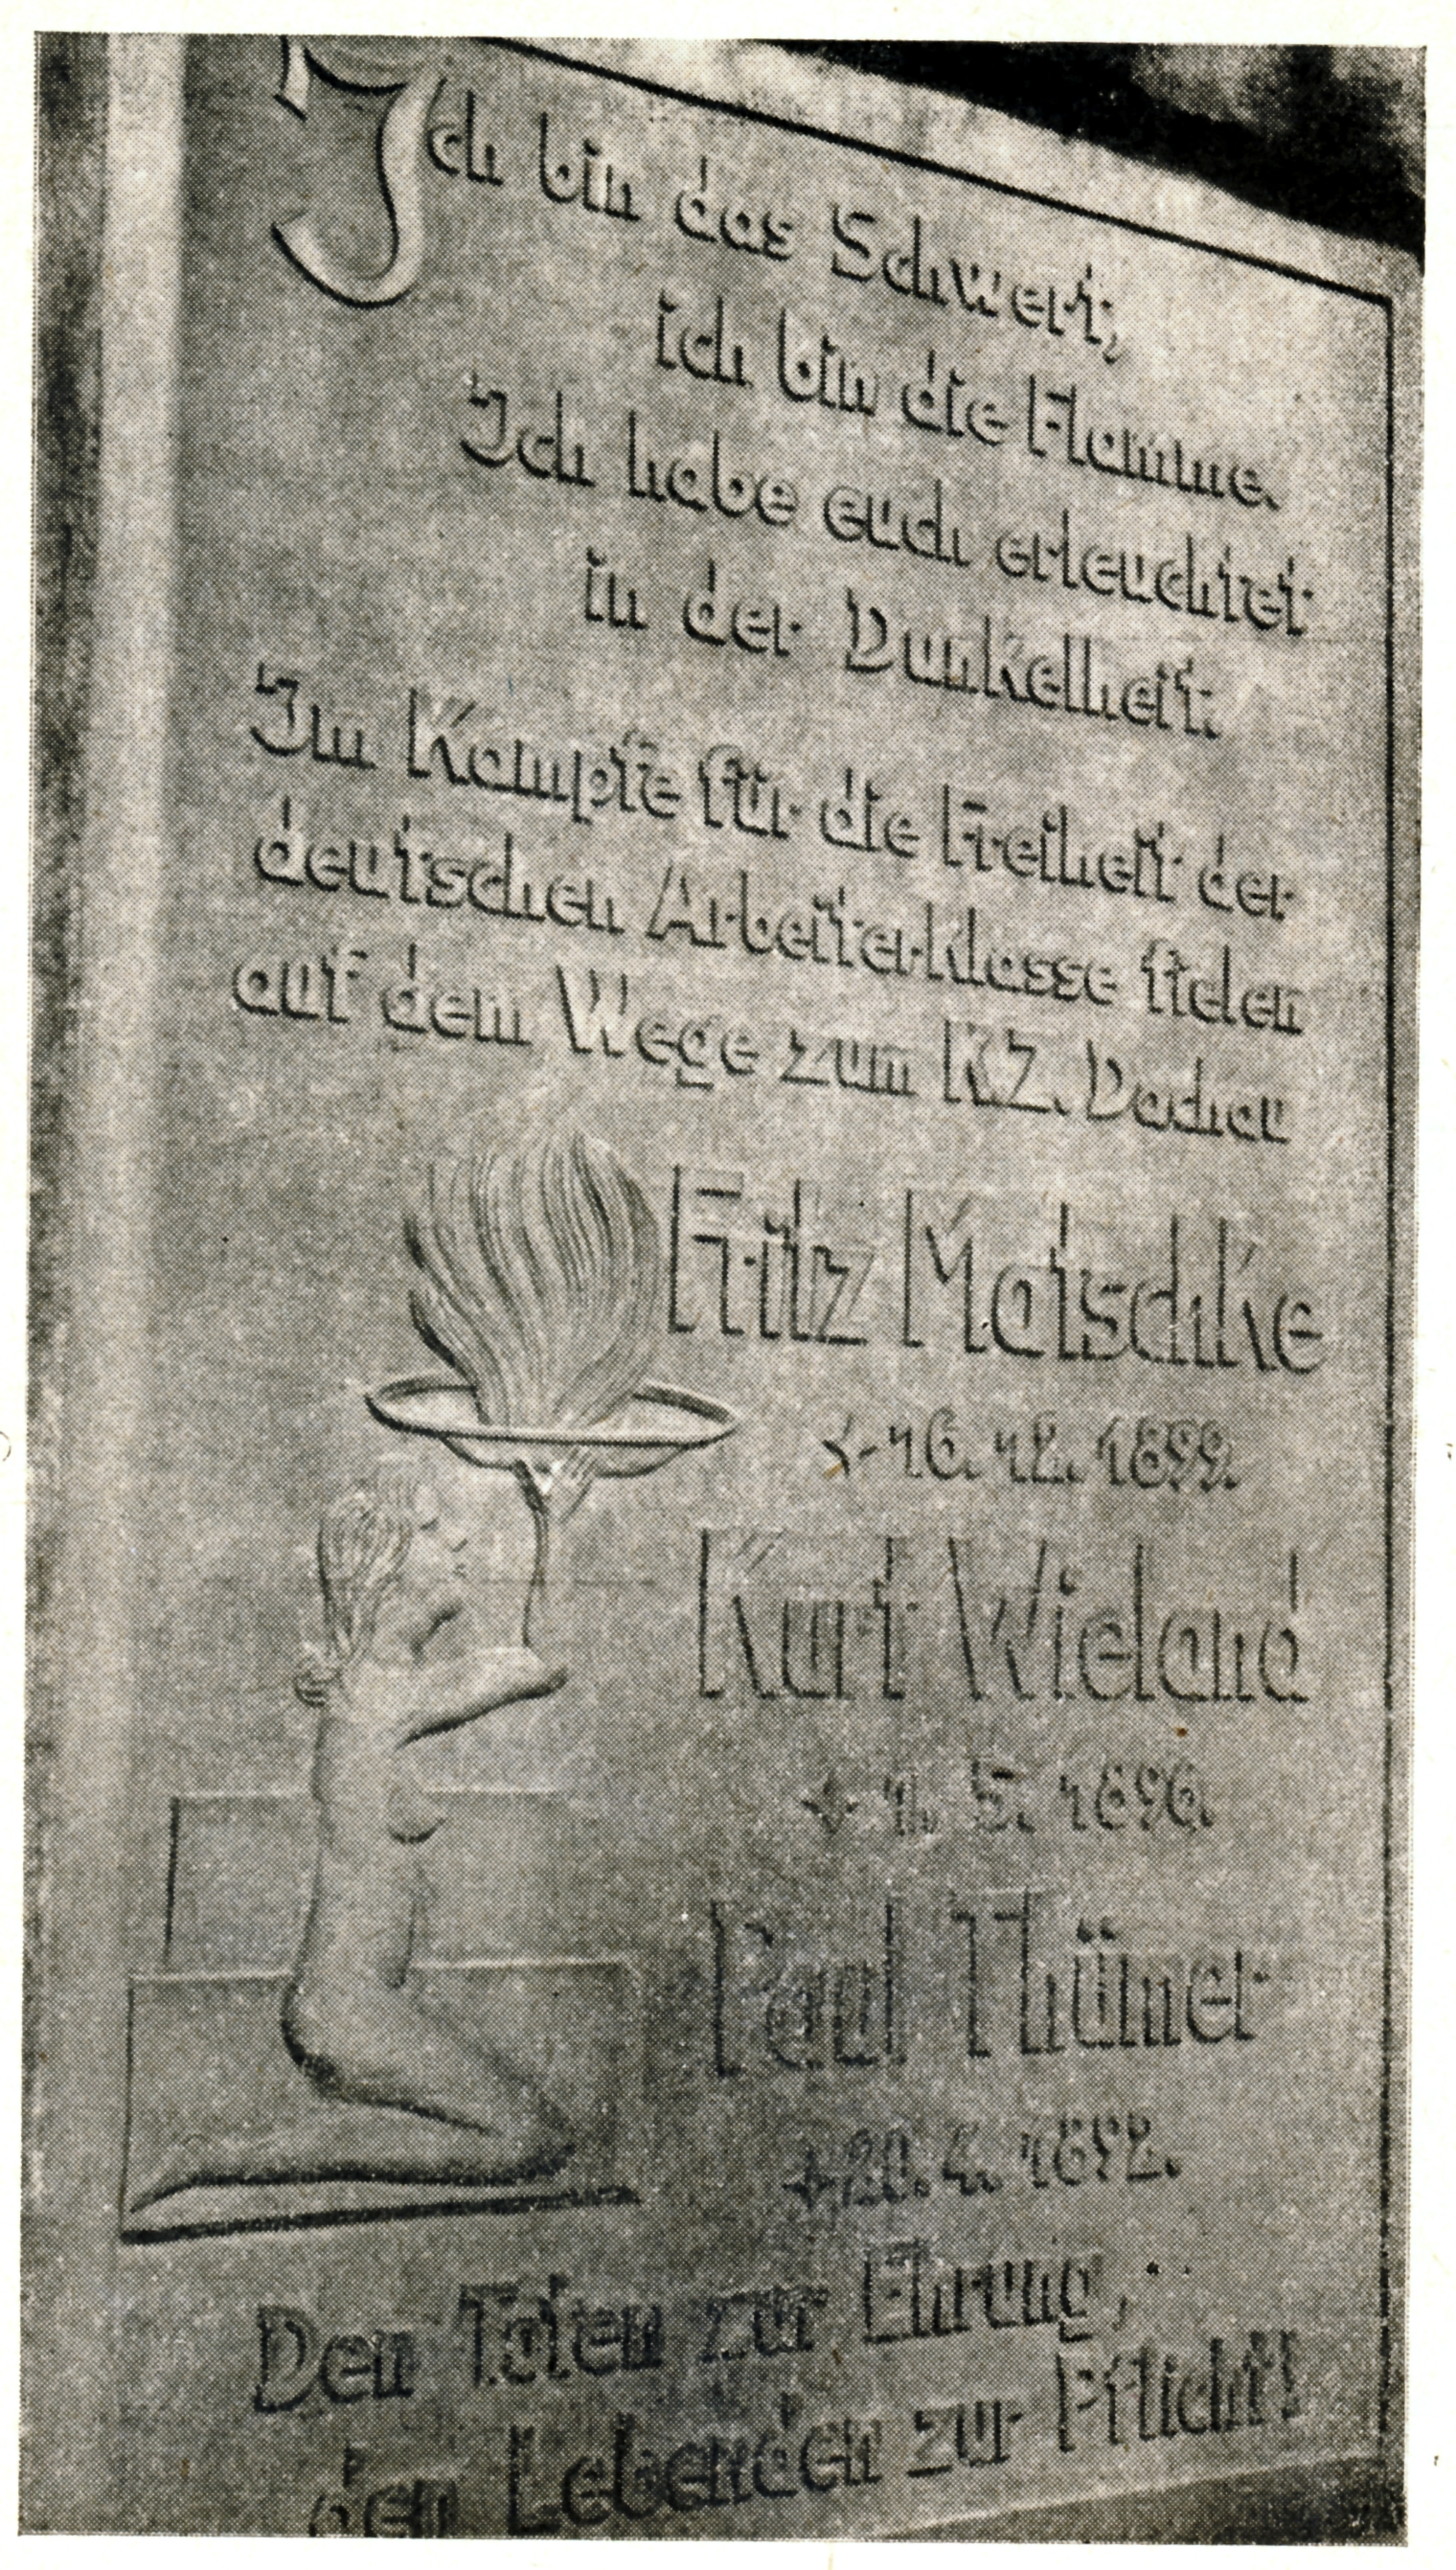 Ich bin das Schwert,
ich bin die Flamme.
Ich habe euch erleuchtet
in der Dunkelheit.
Im Kampfe für die Freiheit der
deutschen Arbeiterklasse fielen
auf dem Wege zum K.Z. Dachau
Fritz Matschke
16. 12. 1899.
Kurt Wieland
1. 5. 1896.
Paul Thümer
4. 1892.
Den Toten zur Ehrung,
den Lebenden zur Pflicht!